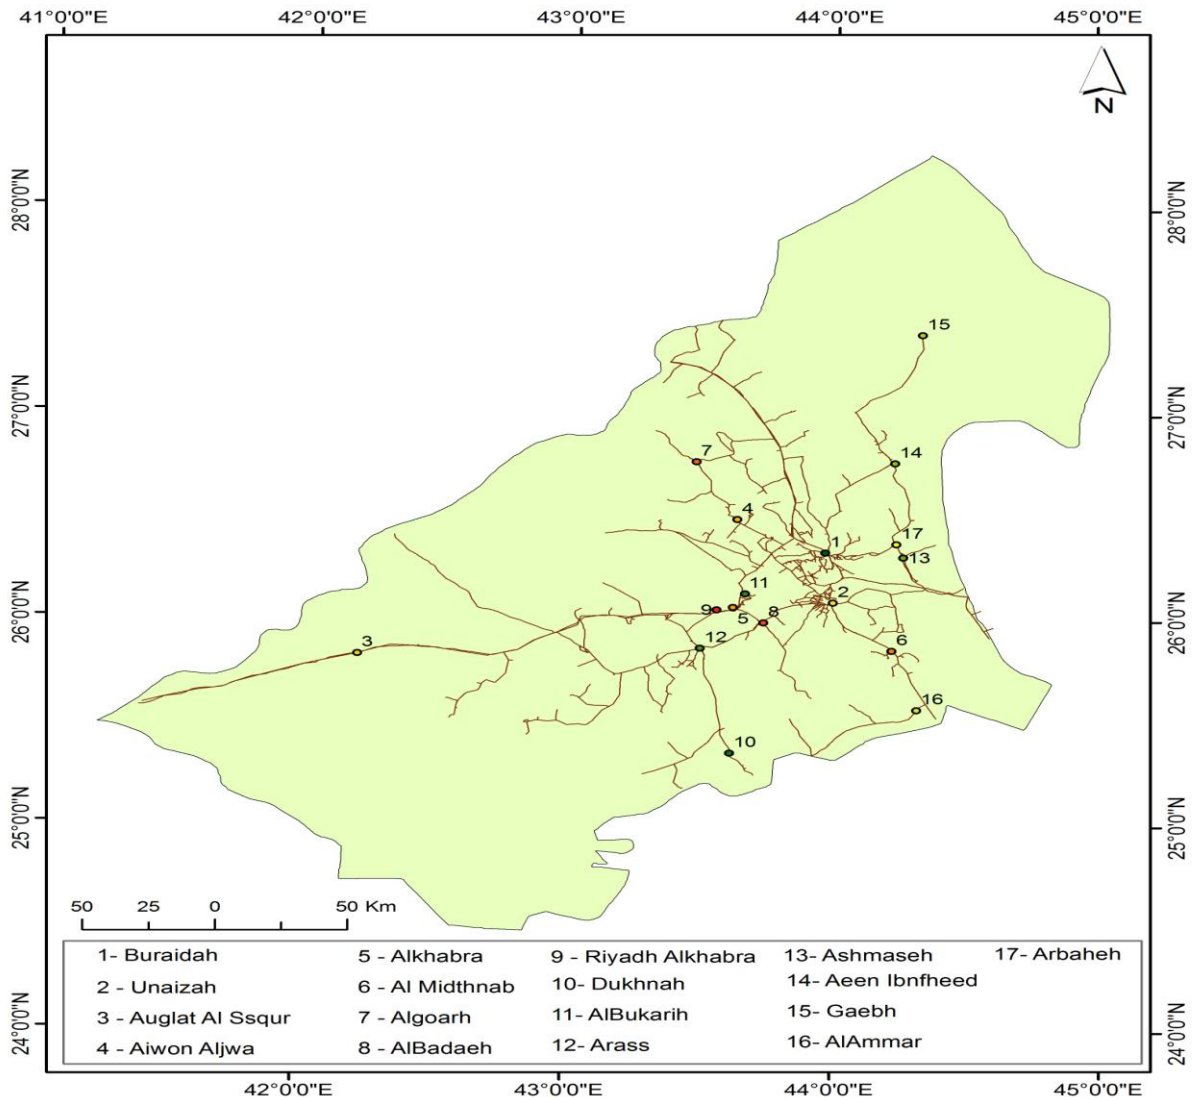 41°0'0"E 42°0'0"E 43°0'0"E 44°0'0"E 45°0'0"E
N
28°0'0"N
28°0'0"N
15
27°0'0"N
27°0'0"N
7
14
4
17
1
13
11
2
26°0'0"N
9
5
8
26°0'0"N
3
12
6
16
10
25°0'0"N
25°0'0"N
50 25 0 50 Km
1- Buraidah
2 - Unaizah
3 - Auglat Al Ssqur
4 - Aiwon Aljwa
5 - Alkhabra
6 - Al Midthnab
7 - Algoarh
8 - AlBadaeh
9 - Riyadh Alkhabra
10- Dukhnah
11- AlBukarih
12- Arass
13- Ashmaseh
14- Aeen Ibnfheed
15- Gaebh
16- AlAmmar
17- Arbaheh
24°0'0"N
24°0'0"N
42°0'0"E 43°0'0"E 44°0'0"E 45°0'0"E